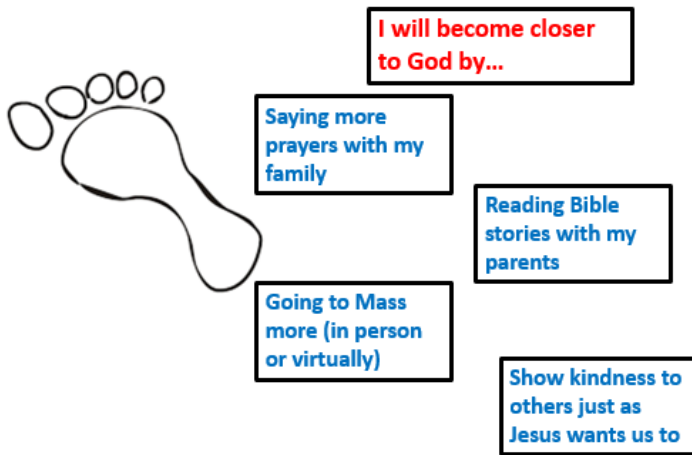 I will become closer
to God by...
Saying more
prayers with my
family
Reading Bible
stories with my
parents
Going to Mass
more (in person
or virtually)
Show kindness to
others just as
Jesus wants us to